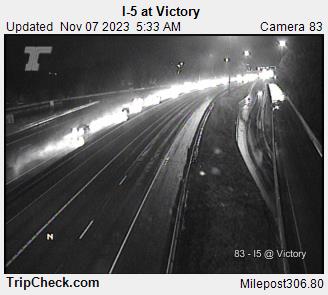 I-5 at Victory
Updated Nov 07 2023 5:33 AM Camera 83
T
N
83 - I5 @ Victory
TripCheck.com Milepost306.80